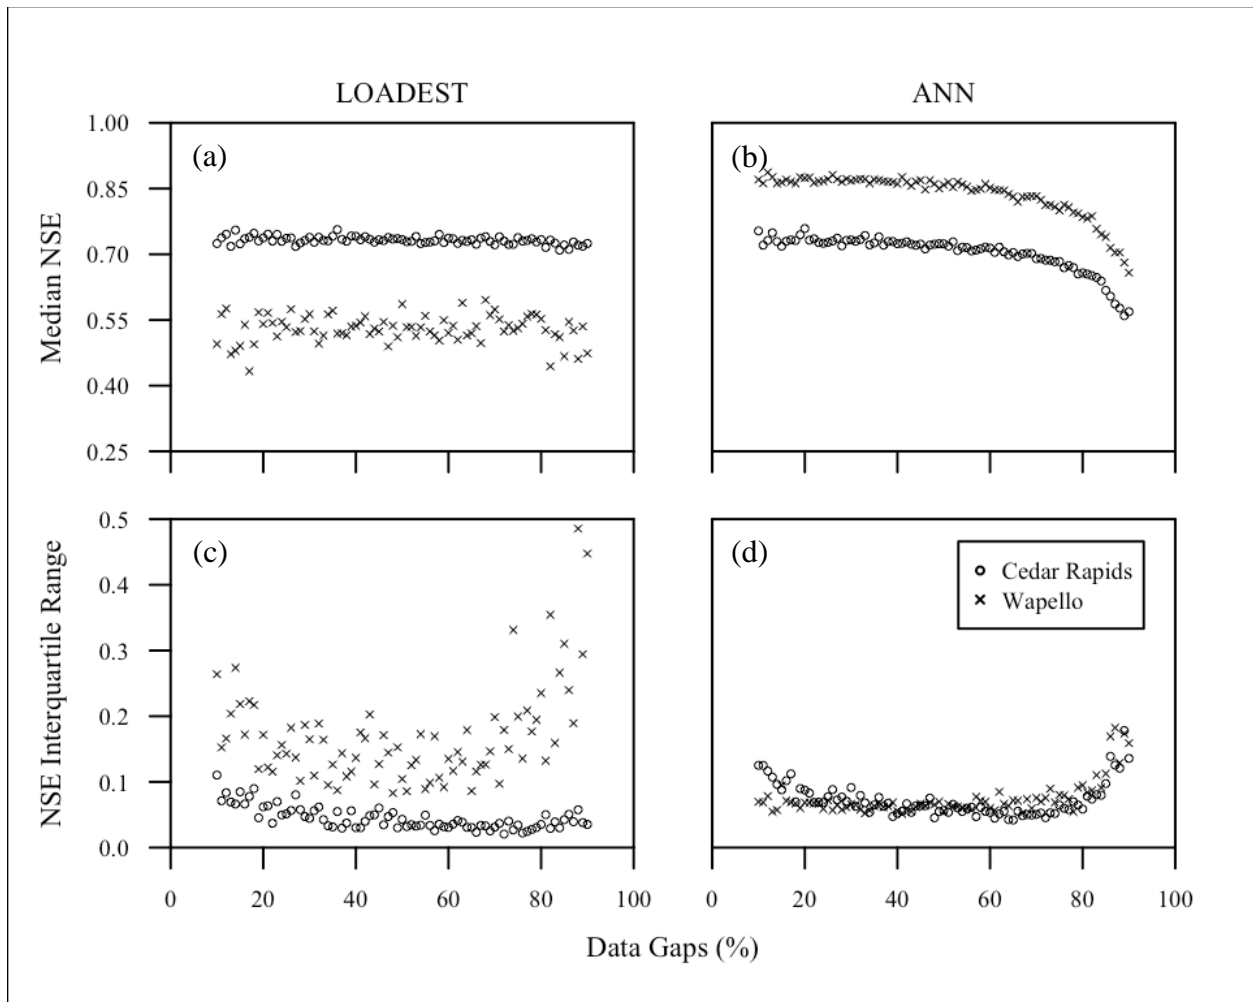 LOADEST
ANN
(a)
(b)
Median NSE
1.00
0.85
0.70
0.55
0.40
0.25
(c)
(d)
NSE Interquartile Range
0.5
0.4
0.3
0.2
0.1
0.0
Cedar Rapids
Wapello
0 20 40 60 80 100
0 20 40 60 80 100
Data Gaps (%)